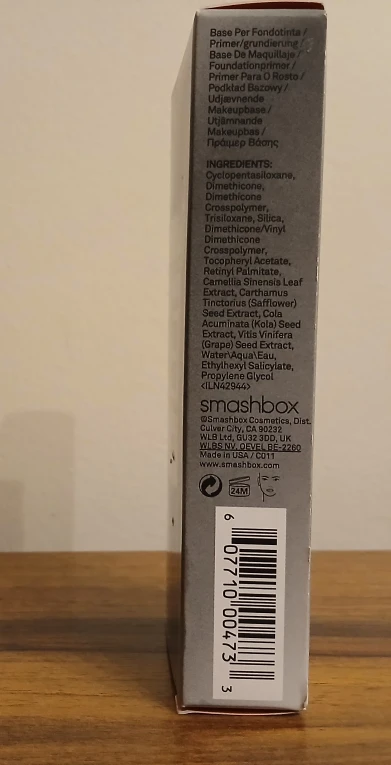 Base Per Fondotinta /
Primer/grundierung /
Base De Maquillaje /
Foundationprimer /
Primer Para O Rosto /
Podkład Bazowy /
Udjævnende
Makeupbase /
Utjämnande
Makeupbas /
Πράιμερ Βάσης
INGREDIENTS:
Cyclopentasiloxane,
Dimethicone,
Dimethicone
Crosspolymer,
Trisiloxane, Silica,
Dimethicone/Vinyl
Dimethicone
Crosspolymer,
Tocopheryl Acetate,
Retinyl Palmitate,
Camellia Sinensis Leaf
Extract, Carthamus
Tinctorius (Safflower)
Seed Extract, Cola
Acuminata (Kola) Seed
Extract, Vitis Vinifera
(Grape) Seed Extract,
Water\Aqua\Eau,
Ethylhexyl Salicylate,
Propylene Glycol
<ILN42944>
smashbox
©Smashbox Cosmetics, Dist.
Culver City, CA 90232
WLB Ltd, GU32 3DD, UK
WLBS NV, OEVEL BE-2260
Made in USA / C011
www.smashbox.com
24M
6 07710 00473 3